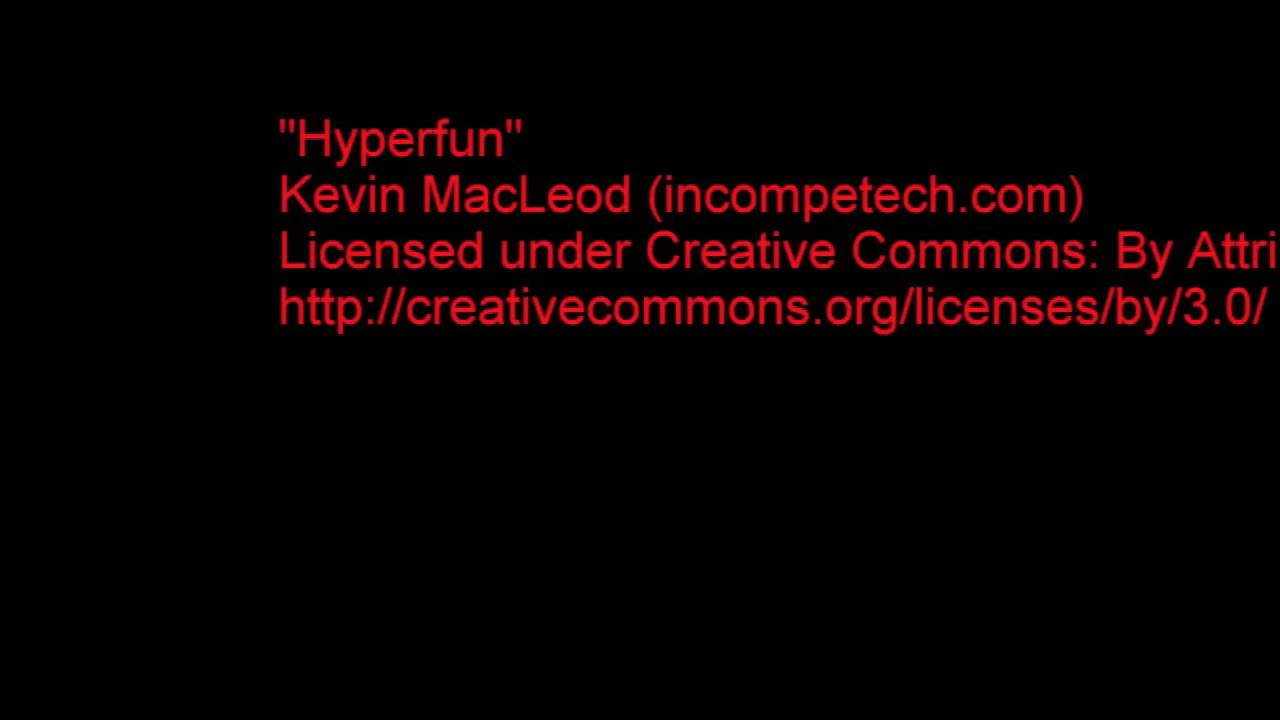 "Hyperfun"
Kevin MacLeod (incompetech.com)
Licensed under Creative Commons: By Attri
http://creativecommons.org/licenses/by/3.0/